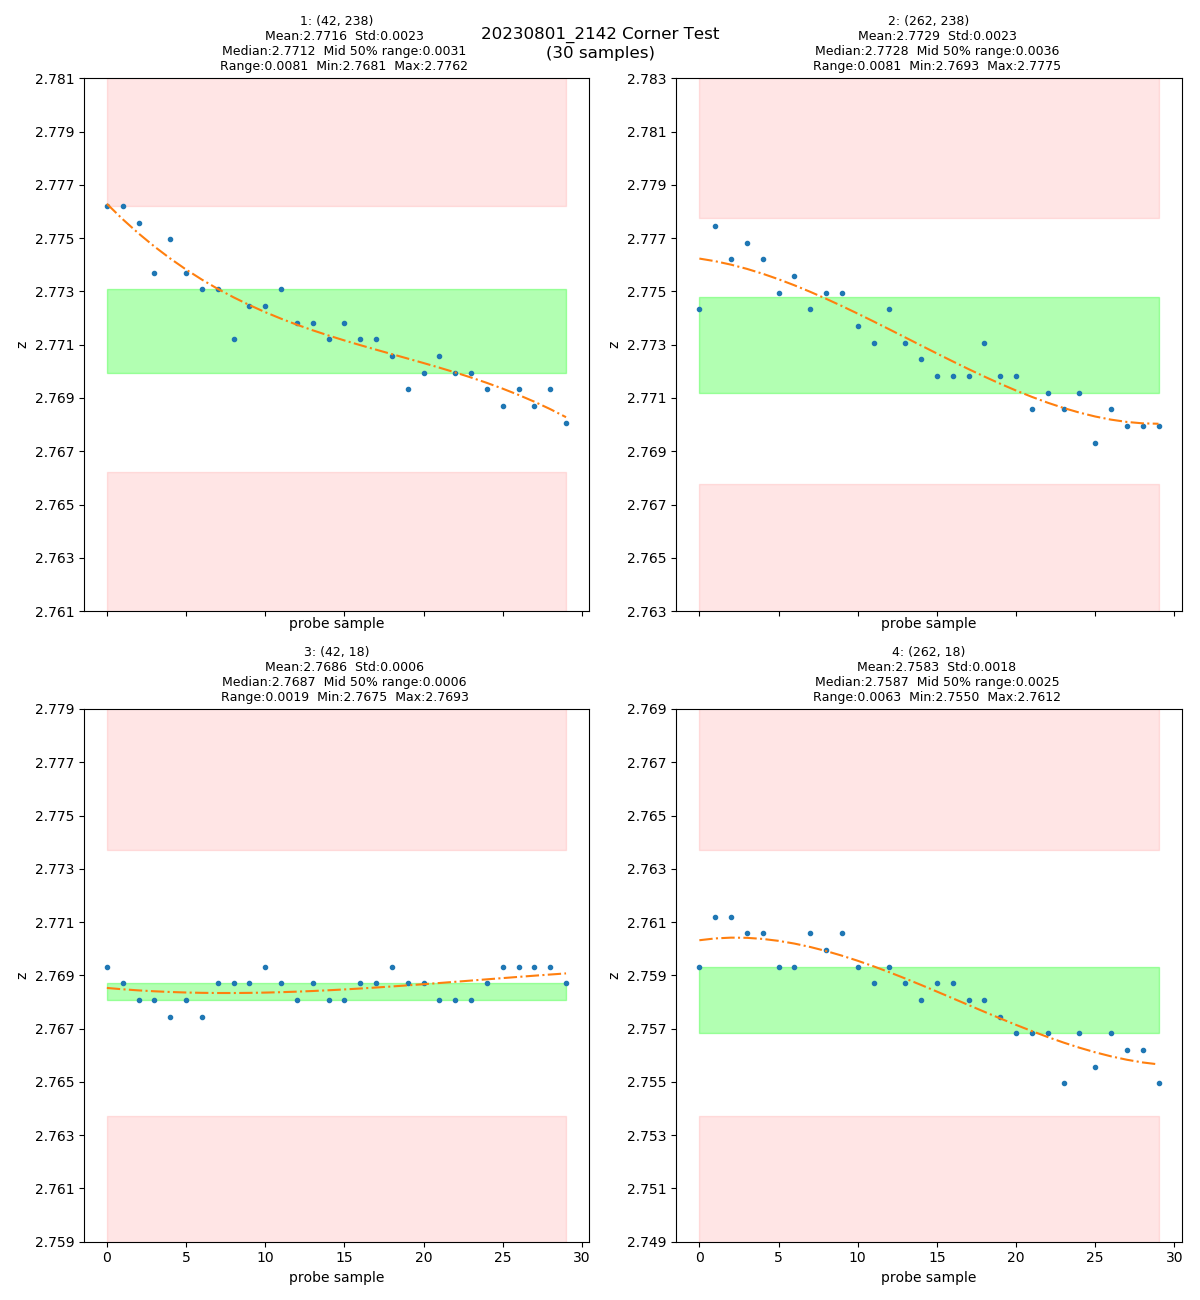 20230801_2142 Corner Test
(30 samples)
1: (42, 238)
Mean:2.7716 Std:0.0023
Median:2.7712 Mid 50% range:0.0031
Range:0.0081 Min:2.7681 Max:2.7762
2.781
2.779
2.777
2.775
2.773
2.771
2.769
2.767
2.765
2.763
2.761
z
probe sample
2: (262, 238)
Mean:2.7729 Std:0.0023
Median:2.7728 Mid 50% range:0.0036
Range:0.0081 Min:2.7693 Max:2.7775
2.783
2.781
2.779
2.777
2.775
2.773
2.771
2.769
2.767
2.765
2.763
z
probe sample
3: (42, 18)
Mean:2.7686 Std:0.0006
Median:2.7687 Mid 50% range:0.0006
Range:0.0019 Min:2.7675 Max:2.7693
2.779
2.777
2.775
2.773
2.771
2.769
2.767
2.765
2.763
2.761
2.759
z
0 5 10 15 20 25 30
probe sample
4: (262, 18)
Mean:2.7583 Std:0.0018
Median:2.7587 Mid 50% range:0.0025
Range:0.0063 Min:2.7550 Max:2.7612
2.769
2.767
2.765
2.763
2.761
2.759
2.757
2.755
2.753
2.751
2.749
z
0 5 10 15 20 25 30
probe sample